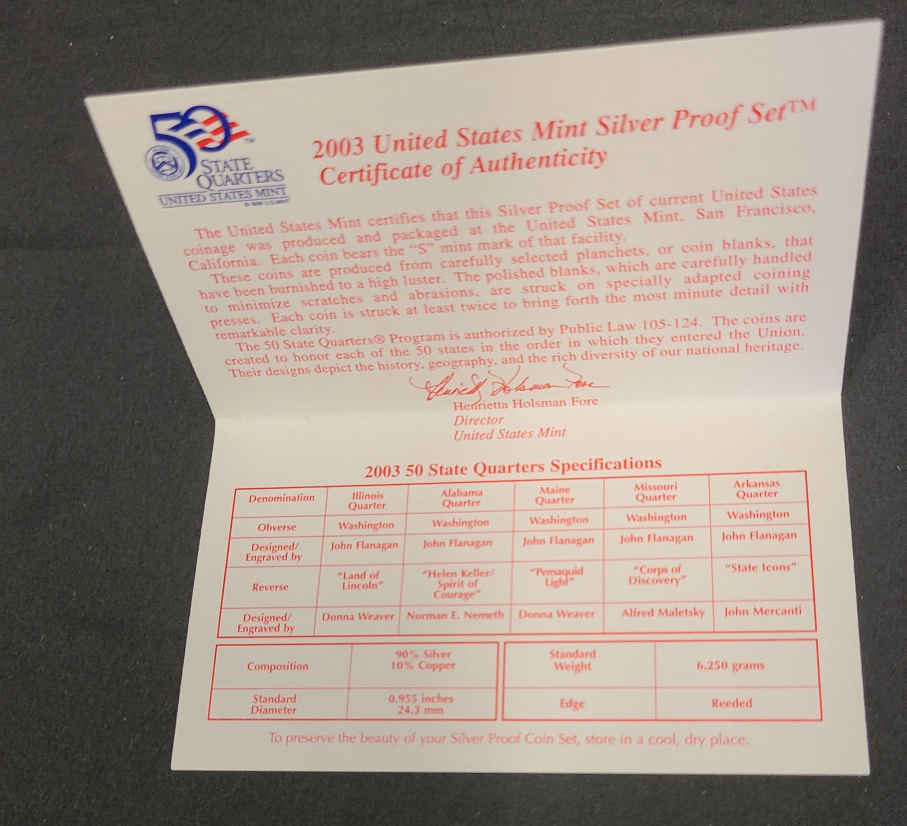 50
STATE
QUARTERS
UNITED STATES MINT
2003 United States Mint Silver Proof Set™
Certificate of Authenticity
The United States Mint certifies that this Silver Proof Set of current United States
coinage was produced and packaged at the United States Mint, San Francisco,
California. Each coin bears the “S” mint mark of that facility.
These coins are produced from carefully selected planchets, or coin blanks, that
have been burnished to a high luster. The polished blanks, which are carefully handled
to minimize scratches and abrasions, are struck on specially adapted coining
presses. Each coin is struck at least twice to bring forth the most minute detail with
remarkable clarity.
The 50 State Quarters® Program is authorized by Public Law 105-124. The coins are
created to honor each of the 50 states in the order in which they entered the Union.
Their designs depict the history, geography, and the rich diversity of our national heritage.
Henrietta Holsman Fore
Henrietta Holsman Fore
Director
United States Mint
2003 50 State Quarters Specifications
Denomination Illinois Quarter Alabama Quarter Maine Quarter Missouri Quarter Arkansas Quarter
Obverse Washington Washington Washington Washington Washington
Designed/ Engraved by John Flanagan John Flanagan John Flanagan John Flanagan John Flanagan
Reverse “Land of Lincoln” “Helen Keller/ Spirit of Courage” “Pemaquid Light” “Corps of Discovery” “State Icons”
Designed/ Engraved by Donna Weaver Norman E. Nemeth Donna Weaver Alfred Maletsky John Mercanti
Composition 90% Silver 10% Copper Standard Weight 6.250 grams
Standard Diameter 0.955 inches 24.3 mm Edge Reeded
To preserve the beauty of your Silver Proof Coin Set, store in a cool, dry place.